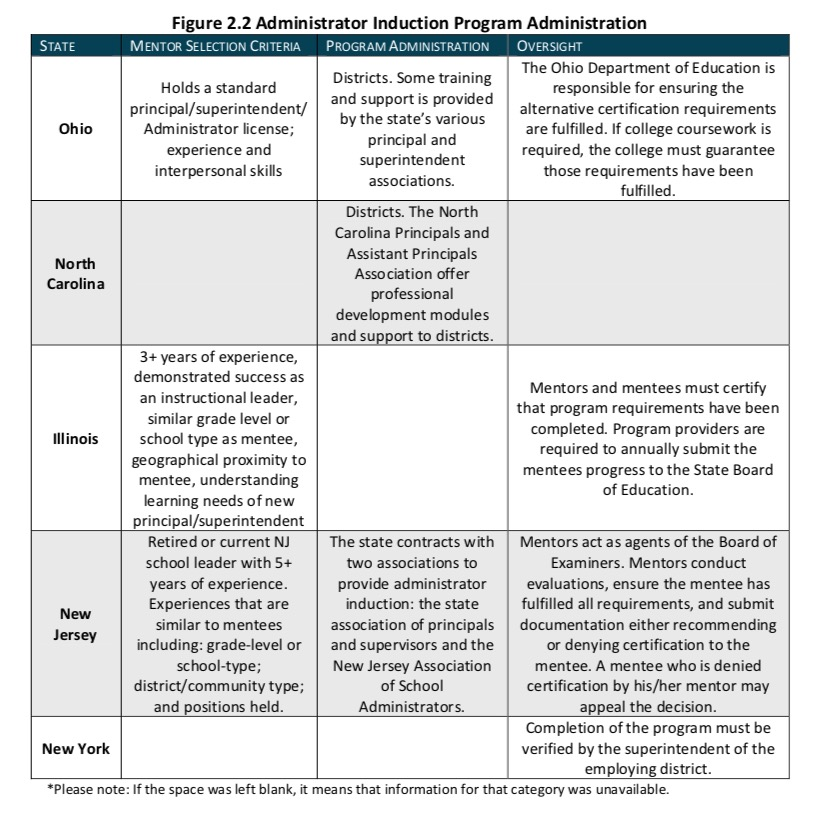 Figure 2.2 Administrator Induction Program Administration
STATE MENTOR SELECTION CRITERIA PROGRAM ADMINISTRATION OVERSIGHT
Ohio
Holds a standard
principal/superintendent/
Administrator license;
experience and
interpersonal skills
Districts. Some training
and support is provided
by the state's various
principal and
superintendent
associations.
The Ohio Department of Education is
responsible for ensuring the
alternative certification requirements
are fulfilled. If college coursework is
required, the college must guarantee
those requirements have been
fulfilled.
North
Carolina
Districts. The North
Carolina Principals and
Assistant Principals
Association offer
professional
development modules
and support to districts.
Illinois
3+ years of experience,
demonstrated success as
an instructional leader,
similar grade level or
school type as mentee,
geographical proximity to
mentee, understanding
learning needs of new
principal/superintendent
Mentors and mentees must certify
that program requirements have been
completed. Program providers are
required to annually submit the
mentees progress to the State Board
of Education.
New
Jersey
Retired or current NJ
school leader with 5+
years of experience.
Experiences that are
similar to mentees
including: grade-level or
school-type;
district/community type;
and positions held.
The state contracts with
two associations to
provide administrator
induction: the state
association of principals
and supervisors and the
New Jersey Association
of School
Administrators.
Mentors act as agents of the Board of
Examiners. Mentors conduct
evaluations, ensure the mentee has
fulfilled all requirements, and submit
documentation either recommending
or denying certification to the
mentee. A mentee who is denied
certification by his/her mentor may
appeal the decision.
New York
Completion of the program must be
verified by the superintendent of the
employing district.
*Please note: If the space was left blank, it means that information for that category was unavailable.